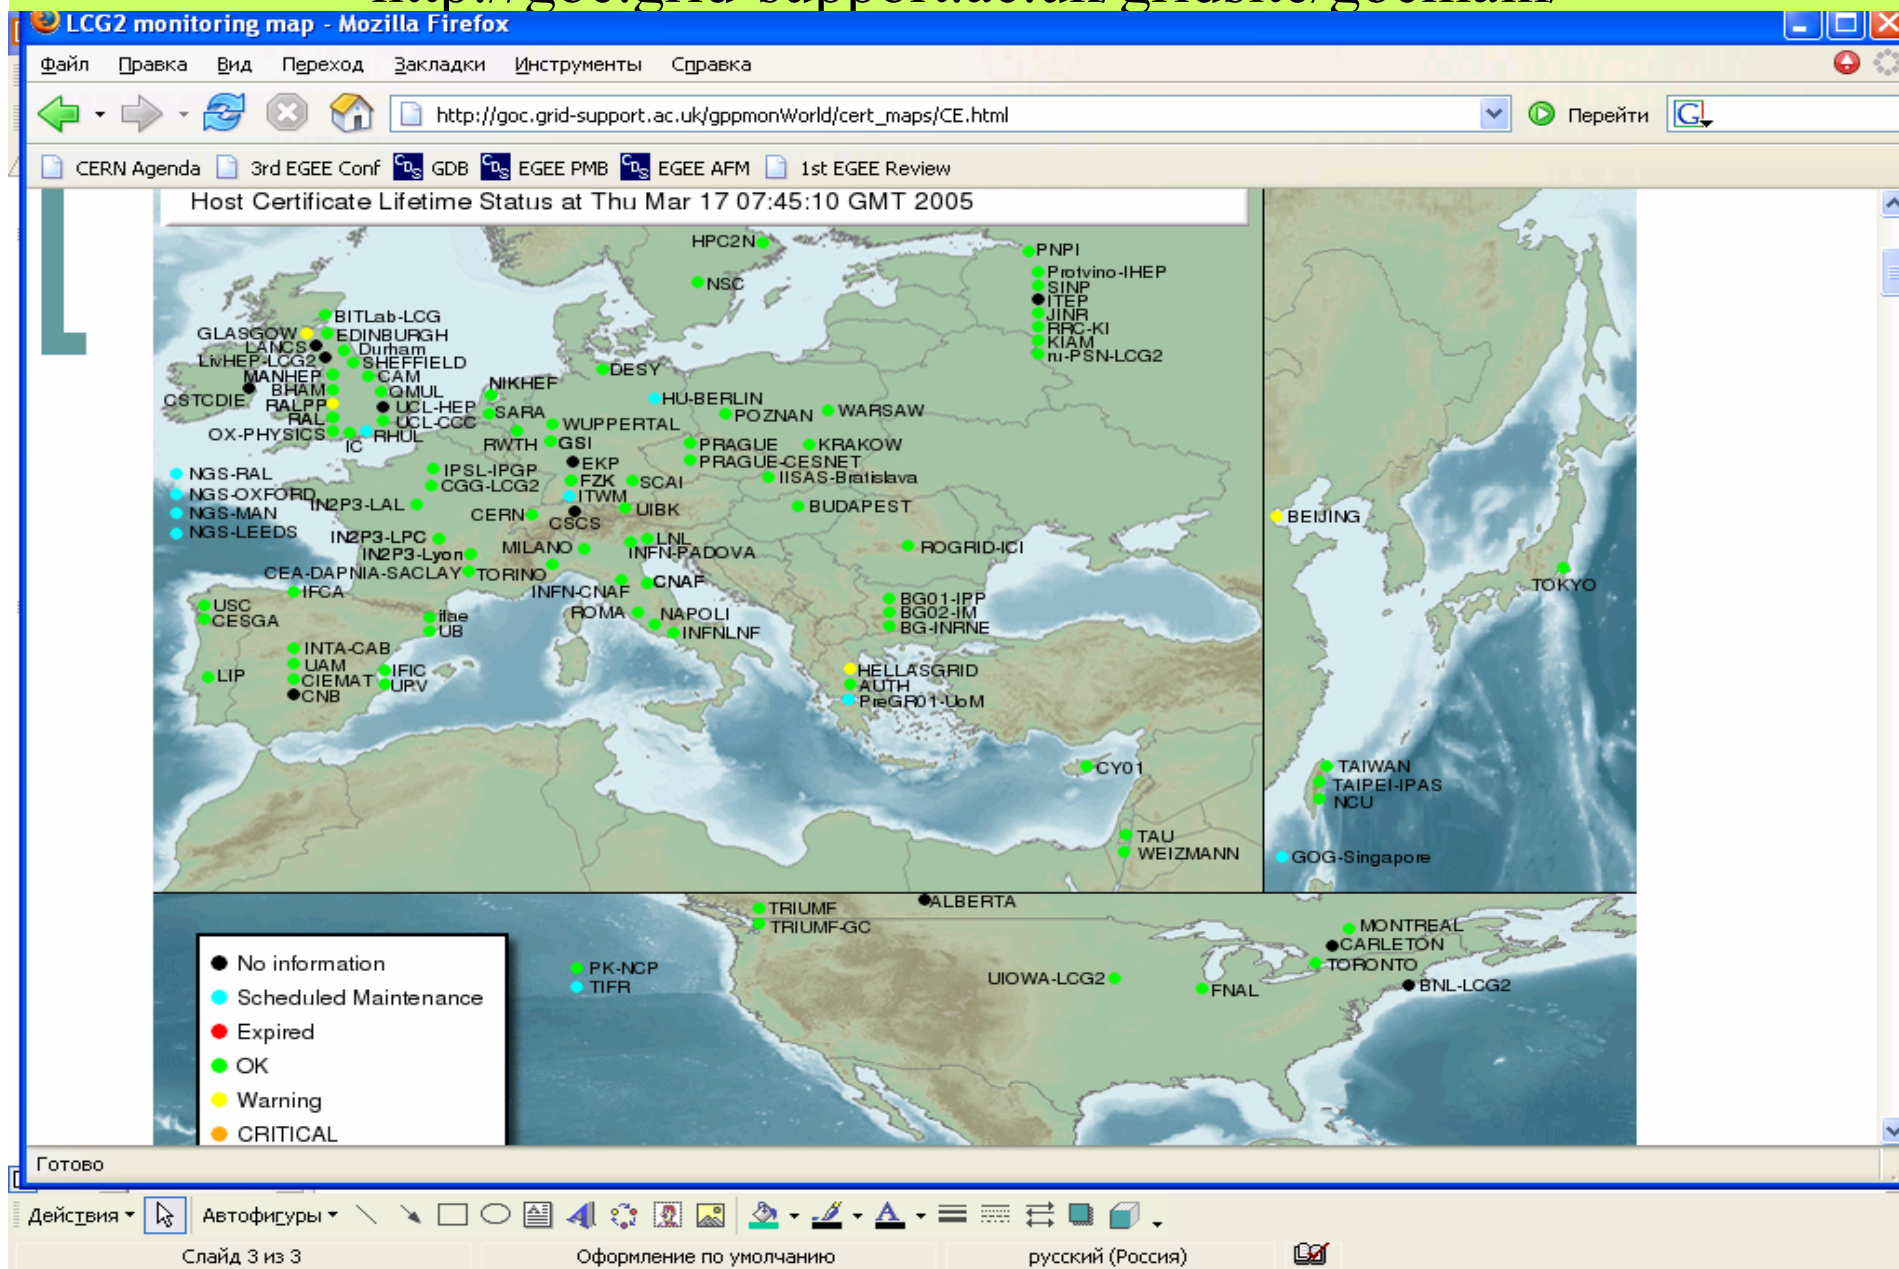 http://goc.grid-support.ac.uk/gridsite/gocmain/
LCG2 monitoring map - Mozilla Firefox
Файл Правка Вид Переход Закладки Инструменты Справка
http://goc.grid-support.ac.uk/gppmonWorld/cert_maps/CE.html
Перейти
CERN Agenda 3rd EGEE Conf GDB EGEE PMB EGEE AFM 1st EGEE Review
Host Certificate Lifetime Status at Thu Mar 17 07:45:10 GMT 2005
HPC2N
NSC
PNPI
Protvino-IHEP
SINP
ITEP
JINR
RRC-KI
KIAM
ru-PSN-LCG2
BITLab-LCG
GLASGOW
EDINBURGH
LANCS
Durham
LivHEP-LCG2
SHEFFIELD
MANHEP
CAM
BHAM
QMUL
CSTCDIE
RALPP
UCL-HEP
RAL
UCL-CCC
OX-PHYSICS
IC
RHUL
NIKHEF
SARA
RWTH
DESY
HU-BERLIN
POZNAN
WARSAW
WUPPERTAL
GSI
PRAGUE
KRAKOW
PRAGUE-CESNET
EKP
FZK
SCAI
IISAS-Bratislava
ITWM
CSCS
UIBK
BUDAPEST
NGS-RAL
NGS-OXFORD
NGS-MAN
NGS-LEEDS
IPSL-IPGP
CGG-LCG2
IN2P3-LAL
CERN
IN2P3-LPC
IN2P3-Lyon
CEA-DAPNIA-SACLAY
MILANO
LNL
INFN-PADOVA
TORINO
INFN-CNAF
CNAF
ROMA
NAPOLI
INFNLNF
ROGRID-ICI
BG01-IPP
BG02-IM
BG-INRNE
IFCA
USC
CESGA
ifae
UB
INTA-CAB
UAM
CIEMAT
CNB
LIP
IFIC
UPV
HELLASGRID
AUTH
PreGR01-UoM
CY01
TAU
WEIZMANN
BEIJING
TOKYO
TAIWAN
TAIPEI-IPAS
NCU
GOG-Singapore
TRIUMF
TRIUMF-GC
ALBERTA
MONTREAL
CARLETON
TORONTO
BNL-LCG2
UIOWA-LCG2
FNAL
PK-NCP
TIFR
No information
Scheduled Maintenance
Expired
OK
Warning
CRITICAL
Готово
Действия Автофигуры
Слайд 3 из 3 Оформление по умолчанию русский (Россия)